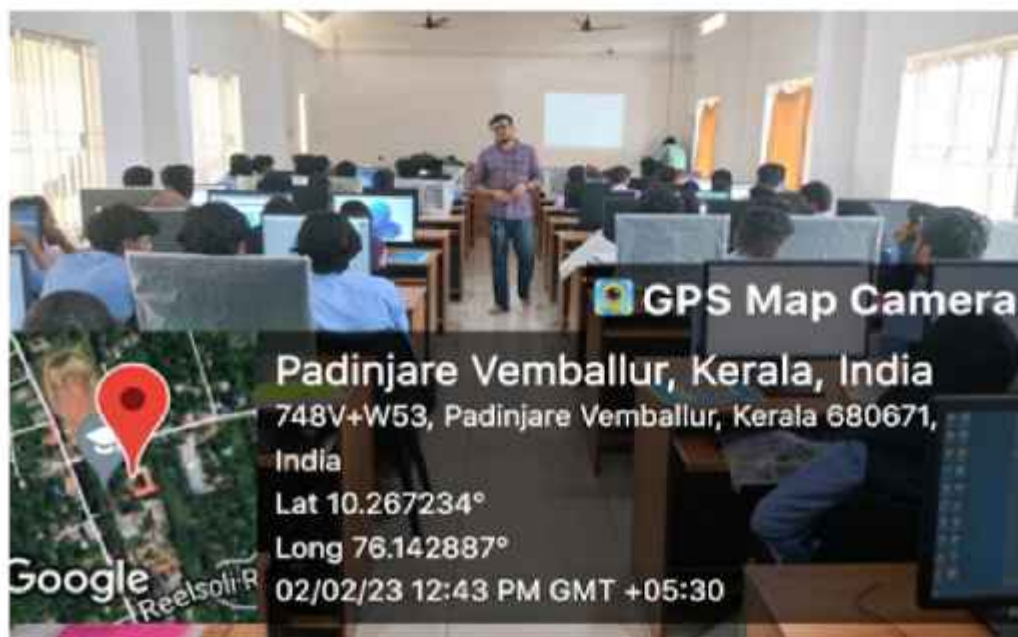 GPS Map Camera
Padinjare Vemballur, Kerala, India
748V+W53, Padinjare Vemballur, Kerala 680671,
India
Lat 10.267234°
Long 76.142887°
02/02/23 12:43 PM GMT +05:30
Google
Reelsoli R